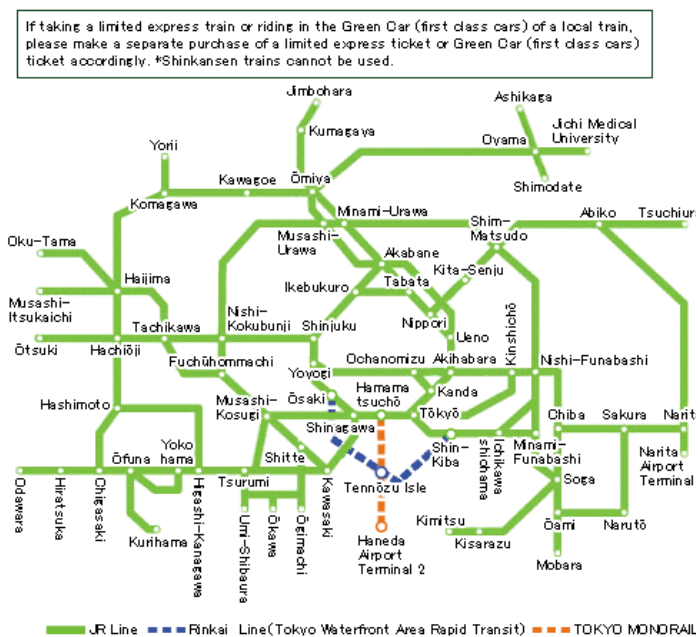 If taking a limited express train or riding in the Green Car (first class cars) of a local train,
please make a separate purchase of a limited express ticket or Green Car (first class cars)
ticket accordingly. *Shinkansen trains cannot be used.
Jimbohara
Ashikaga
Kumagaya
Oyama
Jichi Medical
University
Yorii
Kawagoe
Ōmiya
Shimodate
Komagawa
Minami-Urawa
Shim-
Matsudo
Abiko
Tsuchiur
Musashi-
Urawa
Oku-Tama
Akabane
Haijima
Ikebukuro
Tabata
Kita-Senju
Musashi-
Itsukaichi
Tachikawa
Nishi-
Kokubunji
Shinjuku
Nippori
Ueno
Kinshichō
Ōtsuki
Hachiōji
Fuchūhommachi
Yoyogi
Ochanomizu
Akihabara
Nishi-Funabashi
Ōsaki
Hamama
tsuchō
Kanda
Hashimoto
Musashi-
Kosugi
Shinagawa
Tōkyō
Chiba
Sakura
Narit
Ōfuna
Yoko
hama
Shitte
Shin-
Kiba
Ichikawa
shiohama
Minami-
Funabashi
Narita
Airport
Terminal
Odawara
Hiratsuka
Chigasaki
Higashi-Kanagawa
Tsurumi
Kawasaki
Tennōzu Isle
Soga
Kurihama
Umi-Shibaura
Ōkawa
Ōgimachi
Haneda
Airport
Terminal 2
Kimitsu
Kisarazu
Ōami
Narutō
Mobara
JR Line
Rinkai Line(Tokyo Waterfront Area Rapid Transit)
TOKYO MONORAIL